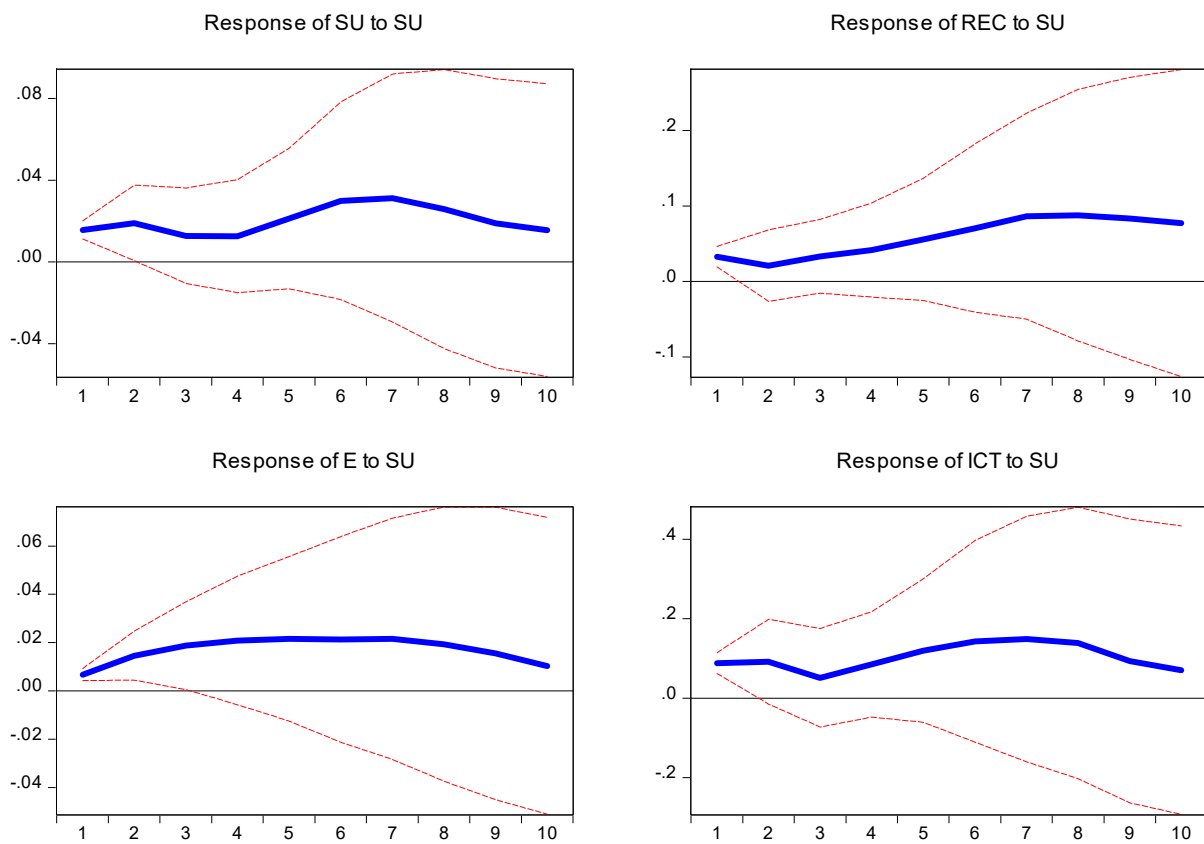 Response of SU to SU
.08
.04
.00
-.04
1 2 3 4 5 6 7 8 9 10
Response of REC to SU
.2
.1
.0
-.1
1 2 3 4 5 6 7 8 9 10
Response of E to SU
.06
.04
.02
.00
-.02
-.04
1 2 3 4 5 6 7 8 9 10
Response of ICT to SU
.4
.2
.0
-.2
1 2 3 4 5 6 7 8 9 10